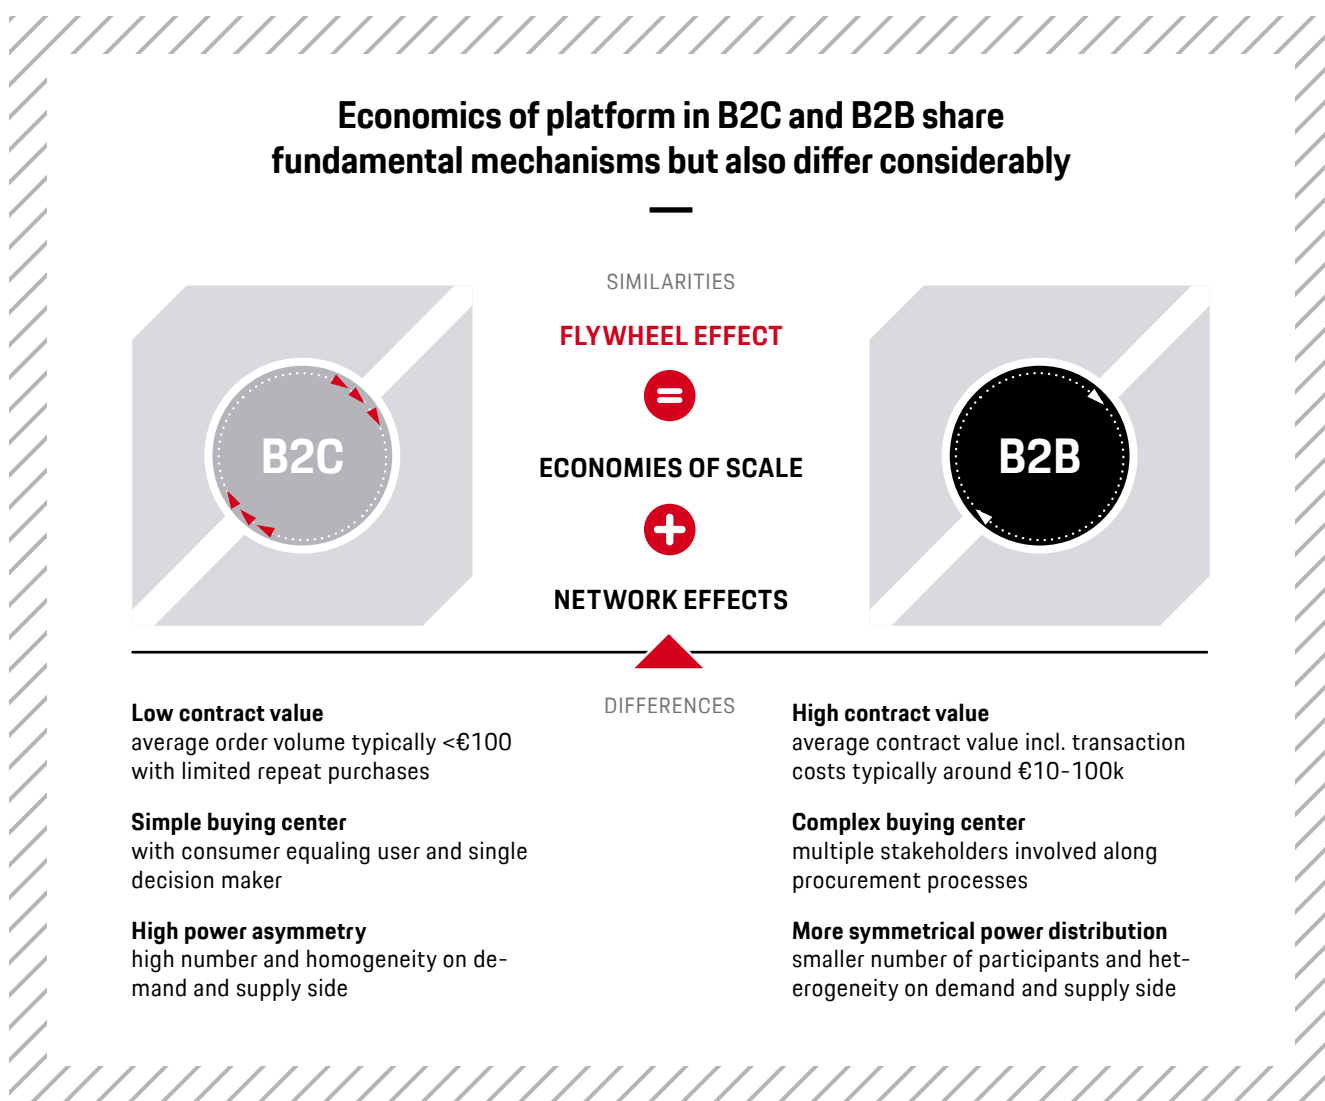 Economics of platform in B2C and B2B share
fundamental mechanisms but also differ considerably
SIMILARITIES
FLYWHEEL EFFECT
=
ECONOMIES OF SCALE
+
NETWORK EFFECTS
B2C
B2B
DIFFERENCES
Low contract value
average order volume typically <€100
with limited repeat purchases
Simple buying center
with consumer equaling user and single
decision maker
High power asymmetry
high number and homogeneity on de-
mand and supply side
High contract value
average contract value incl. transaction
costs typically around €10-100k
Complex buying center
multiple stakeholders involved along
procurement processes
More symmetrical power distribution
smaller number of participants and het-
erogeneity on demand and supply side